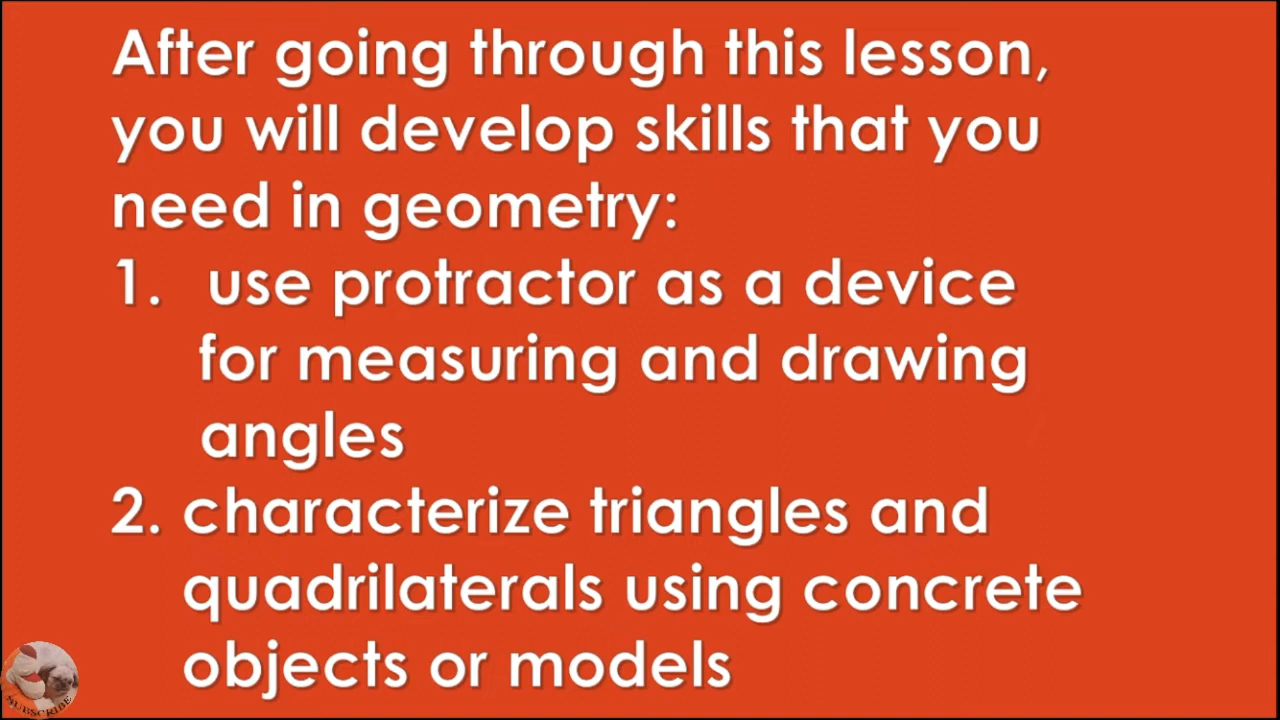 After going through this lesson,
you will develop skills that you
need in geometry:
1. use protractor as a device
for measuring and drawing
angles
2. characterize triangles and
quadrilaterals using concrete
objects or models
SUBSCRIBE